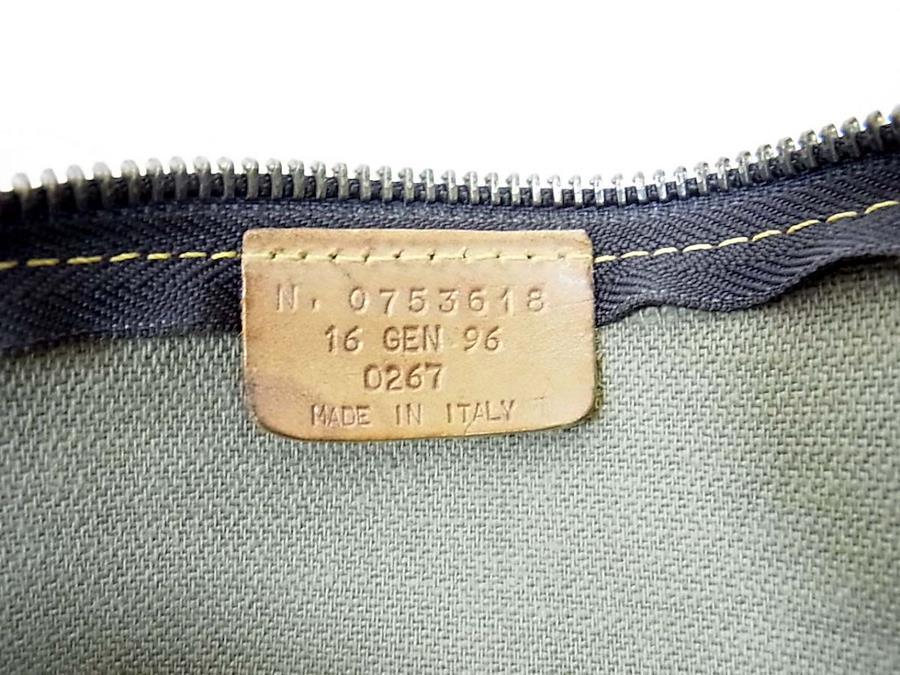 N. 0753618
16 GEN 96
0267
MADE IN ITALY